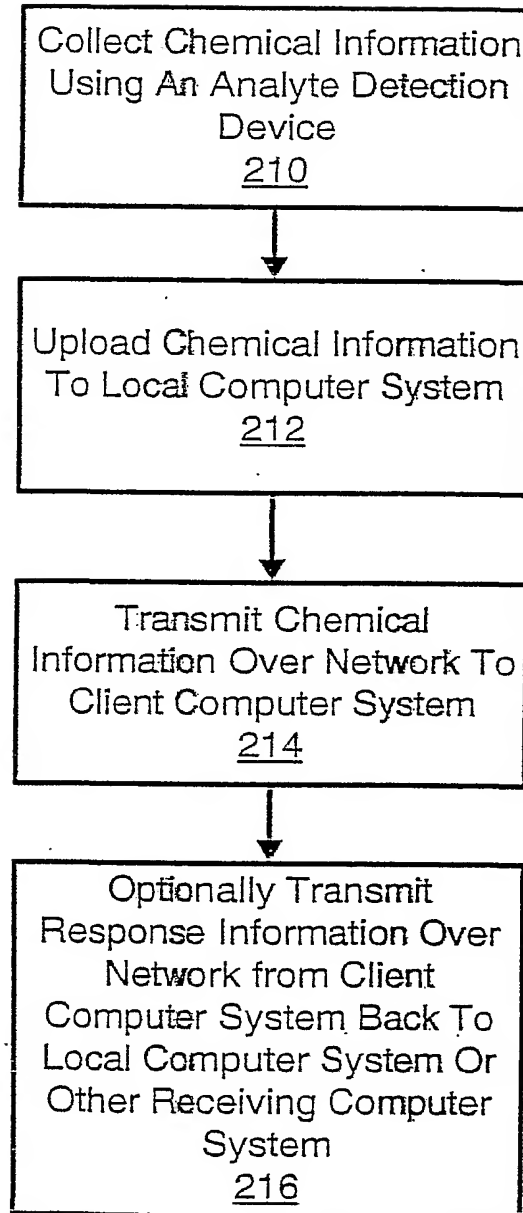 Collect Chemical Information
Using An Analyte Detection
Device
210
Upload Chemical Information
To Local Computer System
212
Transmit Chemical
Information Over Network To
Client Computer System
214
Optionally Transmit
Response Information Over
Network from Client
Computer System Back To
Local Computer System Or
Other Receiving Computer
System
216